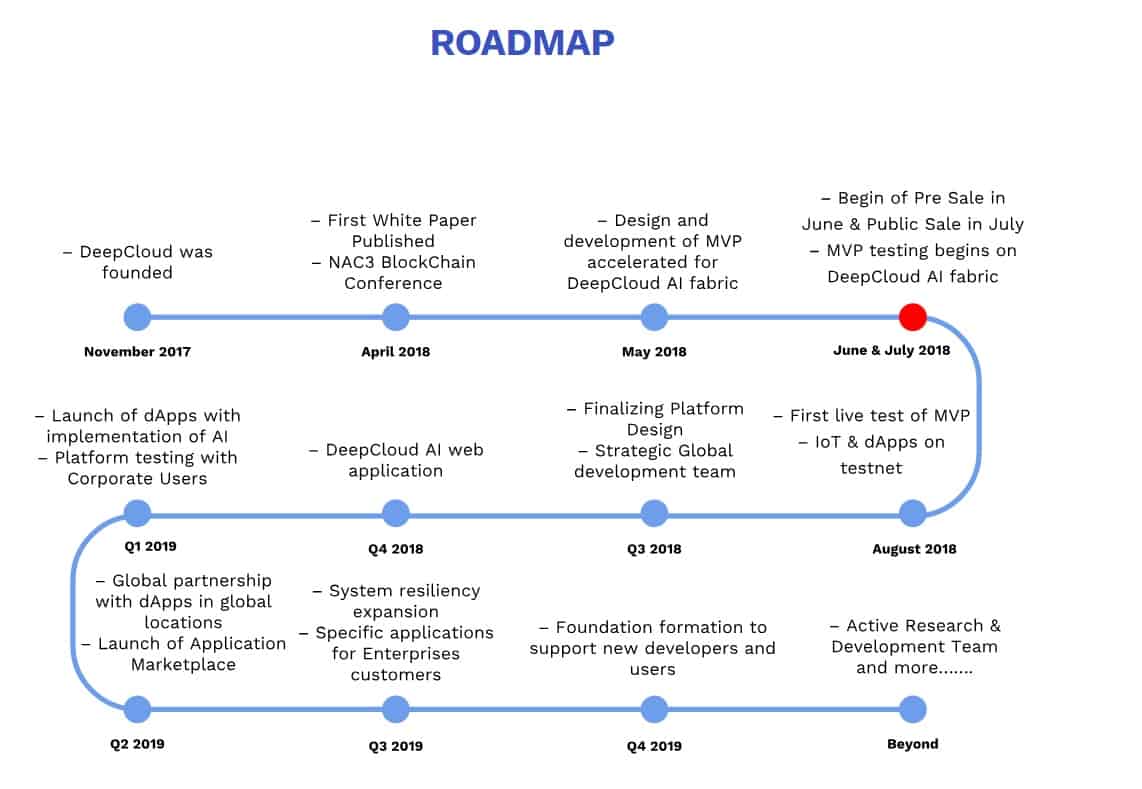 ROADMAP
– DeepCloud was
founded
November 2017
– First White Paper
Published
– NAC3 BlockChain
Conference
April 2018
– Design and
development of MVP
accelerated for
DeepCloud AI fabric
May 2018
– Begin of Pre Sale in
June & Public Sale in July
– MVP testing begins on
DeepCloud AI fabric
June & July 2018
– First live test of MVP
– IoT & dApps on
testnet
August 2018
– Finalizing Platform
Design
– Strategic Global
development team
Q3 2018
– DeepCloud AI web
application
Q4 2018
– Launch of dApps with
implementation of AI
– Platform testing with
Corporate Users
Q1 2019
– Global partnership
with dApps in global
locations
– Launch of Application
Marketplace
Q2 2019
– System resiliency
expansion
– Specific applications
for Enterprises
customers
Q3 2019
– Foundation formation to
support new developers and
users
Q4 2019
– Active Research &
Development Team
and more.......
Beyond